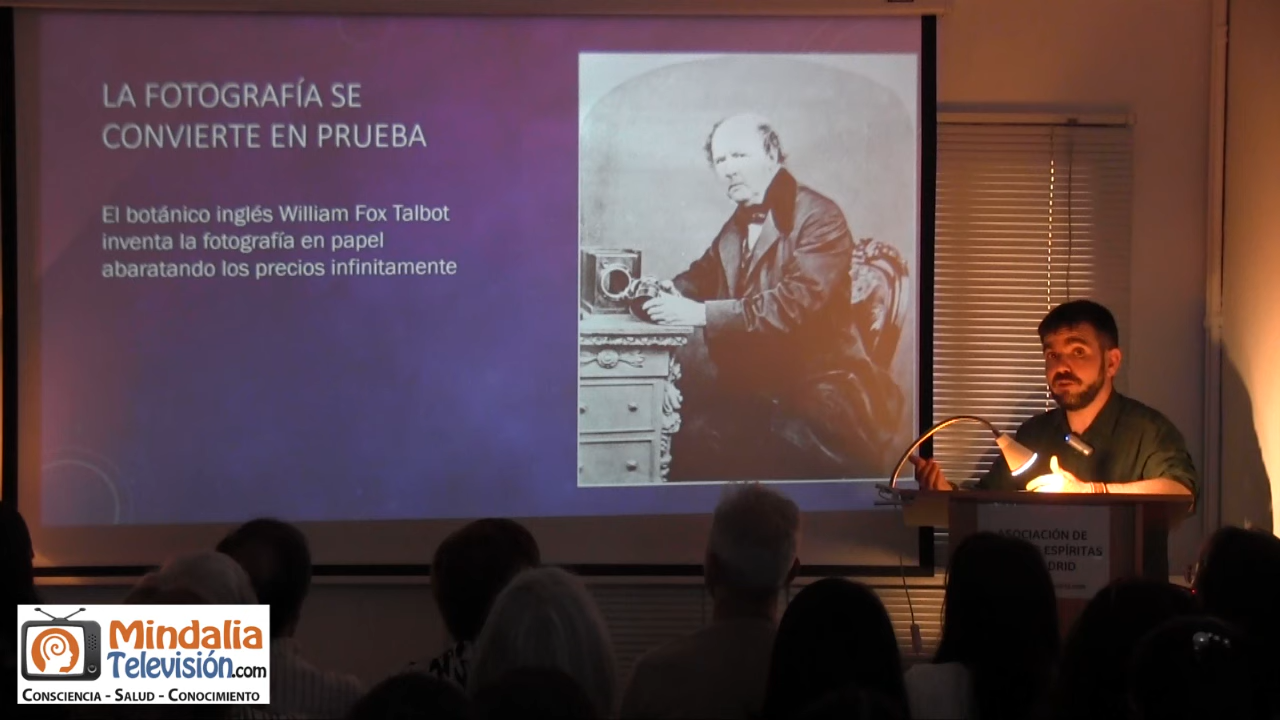 LA FOTOGRAFÍA SE
CONVIERTE EN PRUEBA
El botánico inglés William Fox Talbot
inventa la fotografía en papel
abaratando los precios infinitamente
ASOCIACIÓN DE
ESPÍRITAS
Mindalia
Televisión.com
CONSCIENCIA - SALUD - CONOCIMIENTO